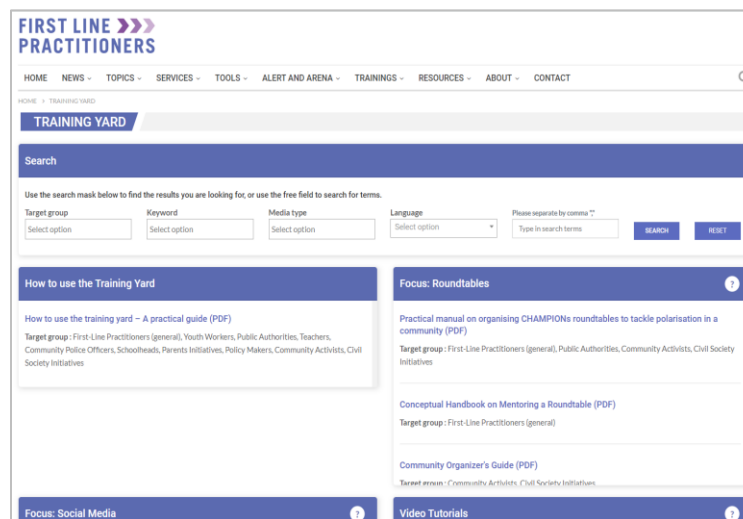 FIRST LINE
PRACTITIONERS
HOME NEWS TOPICS SERVICES TOOLS ALERT AND ARENA TRAININGS RESOURCES ABOUT CONTACT
HOME > TRAINING YARD
TRAINING YARD
Search
Use the search mask below to find the results you are looking for, or use the free field to search for terms.
Target group Keyword Media type Language Please separate by comma ","
Select option Select option Select option Select option Type in search terms SEARCH RESET
How to use the Training Yard
How to use the training yard – A practical guide (PDF)
Target group : First-Line Practitioners (general), Youth Workers, Public Authorities, Teachers,
Community Police Officers, Schoolheads, Parents Initiatives, Policy Makers, Community Activists, Civil
Society Initiatives
Focus: Roundtables ?
Practical manual on organising CHAMPIONs roundtables to tackle polarisation in a
community (PDF)
Target group : First-Line Practitioners (general), Public Authorities, Community Activists, Civil Society
Initiatives
Conceptual Handbook on Mentoring a Roundtable (PDF)
Target group : First-Line Practitioners (general)
Community Organizer's Guide (PDF)
Target group : Community Activists, Civil Society Initiatives
Focus: Social Media ?
Video Tutorials ?